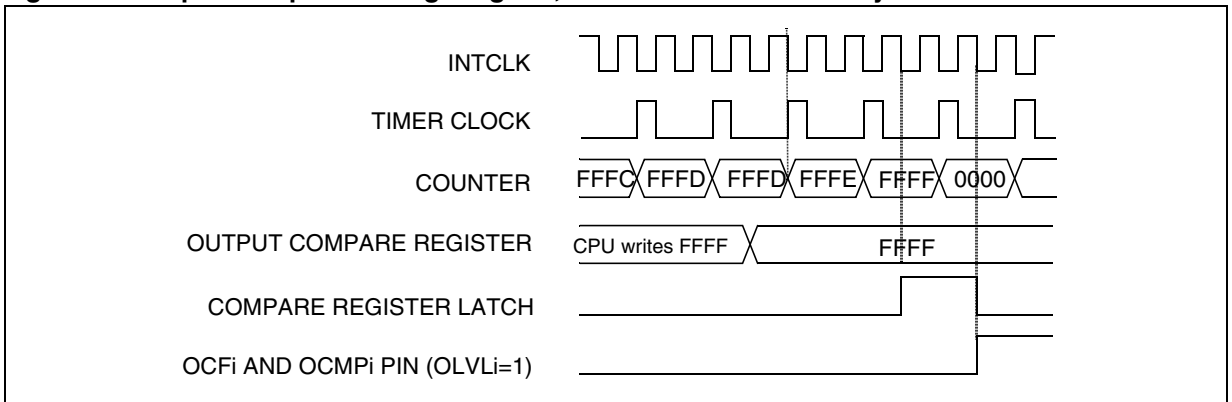 INTCLK
TIMER CLOCK
COUNTER FFFC FFFD FFFD FFFE FFFF 0000
OUTPUT COMPARE REGISTER CPU writes FFFF FFFF
COMPARE REGISTER LATCH
OCFi AND OCMPi PIN (OLVLi=1)